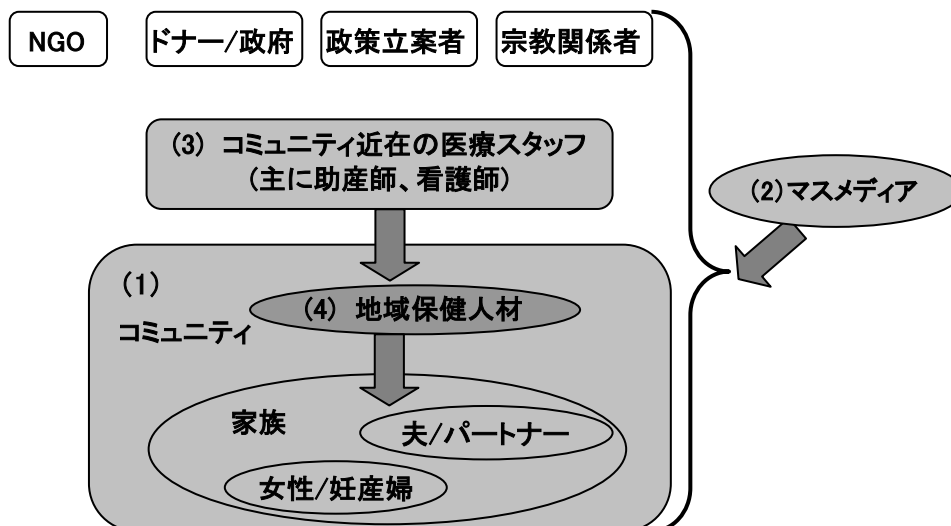 NGO
ドナー/政府
政策立案者
宗教関係者
(3) コミュニティ近在の医療スタッフ
(主に助産師、看護師)
(2)マスメディア
(1)
コミュニティ
(4) 地域保健人材
家族
夫/パートナー
女性/妊産婦